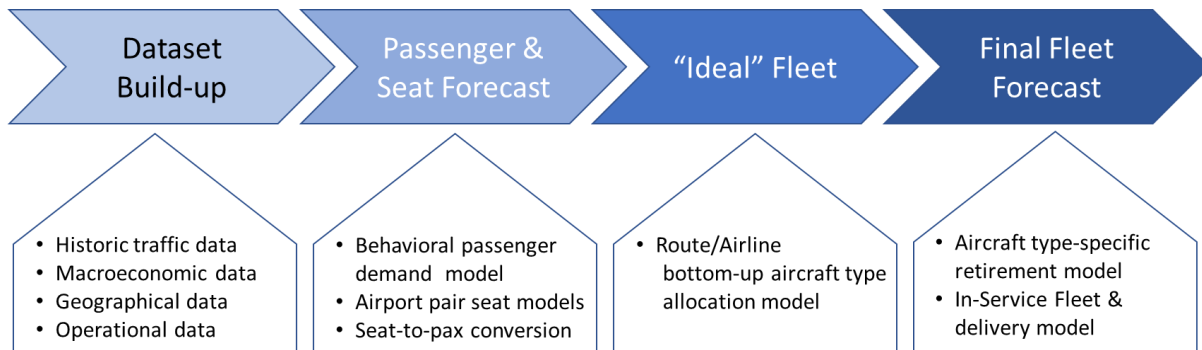 Dataset
Build-up
Passenger &
Seat Forecast
“Ideal” Fleet
Final Fleet
Forecast
• Historic traffic data
• Macroeconomic data
• Geographical data
• Operational data
• Behavioral passenger
demand model
• Airport pair seat models
• Seat-to-pax conversion
• Route/Airline
bottom-up aircraft type
allocation model
• Aircraft type-specific
retirement model
• In-Service Fleet &
delivery model